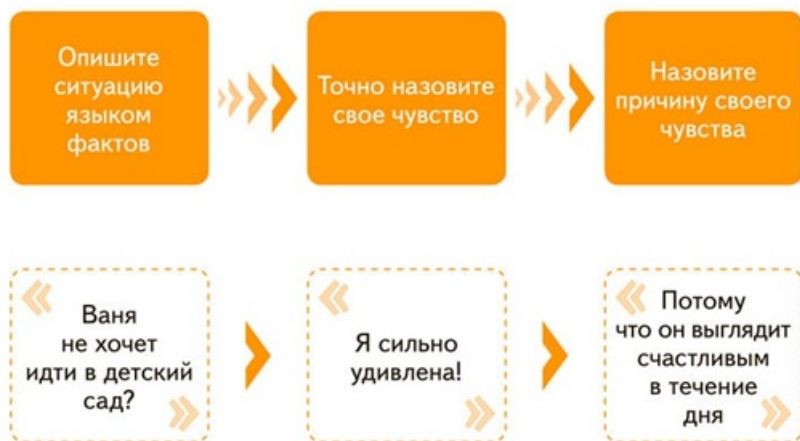 Опишите
ситуацию
языком
фактов
Точно назовите
свое чувство
Назовите
причину своего
чувства
«
Ваня
не хочет
идти в детский
сад?
»
«
Я сильно
удивлена!
»
«
Потому
что он выглядит
счастливым
в течение
дня
»